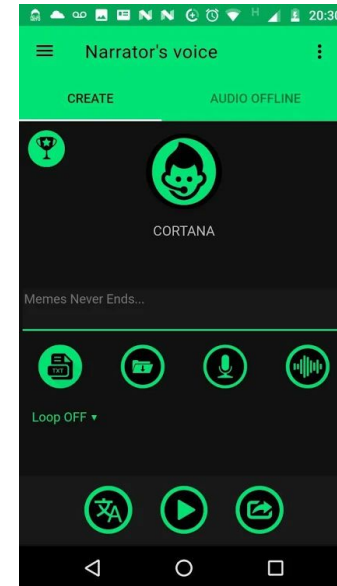 H 20:30
Narrator's voice
CREATE AUDIO OFFLINE
CORTANA
Memes Never Ends...
TXT
Loop OFF ▾